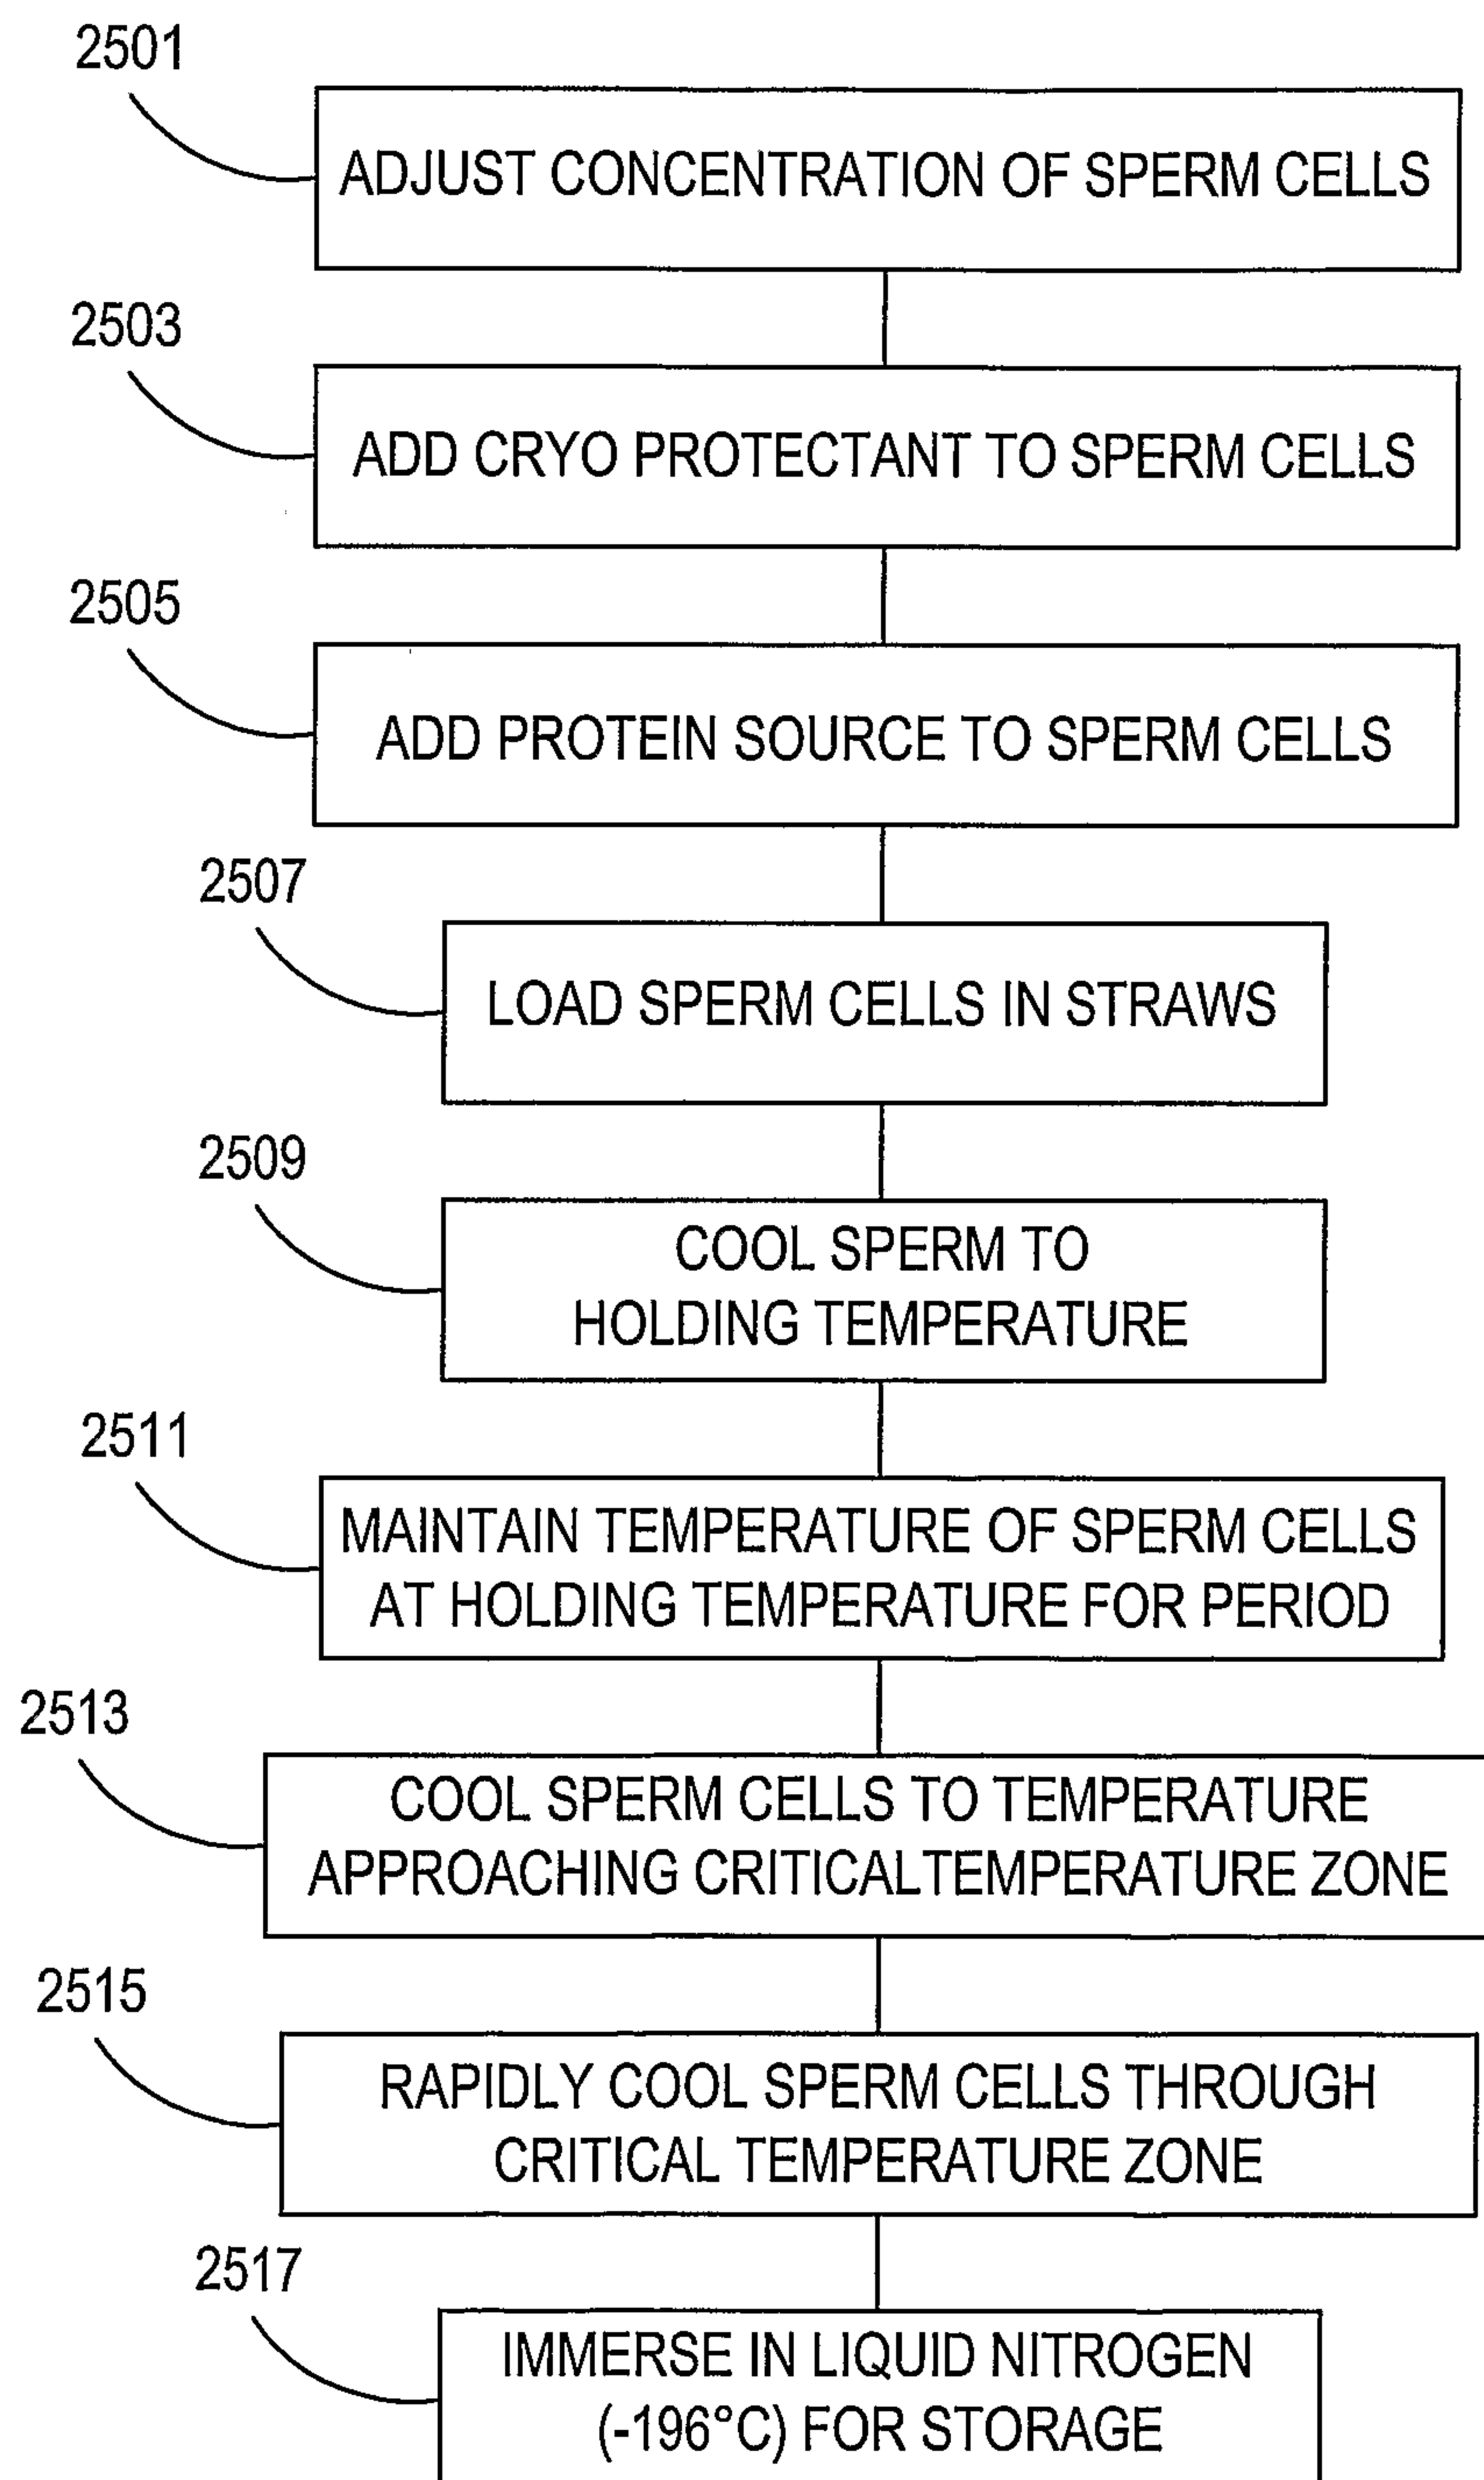 2501
ADJUST CONCENTRATION OF SPERM CELLS
2503
ADD CRYO PROTECTANT TO SPERM CELLS
2505
ADD PROTEIN SOURCE TO SPERM CELLS
2507
LOAD SPERM CELLS IN STRAWS
2509
COOL SPERM TO
HOLDING TEMPERATURE
2511
MAINTAIN TEMPERATURE OF SPERM CELLS
AT HOLDING TEMPERATURE FOR PERIOD
2513
COOL SPERM CELLS TO TEMPERATURE
APPROACHING CRITICALTEMPERATURE ZONE
2515
RAPIDLY COOL SPERM CELLS THROUGH
CRITICAL TEMPERATURE ZONE
2517
IMMERSE IN LIQUID NITROGEN
(-196°C) FOR STORAGE